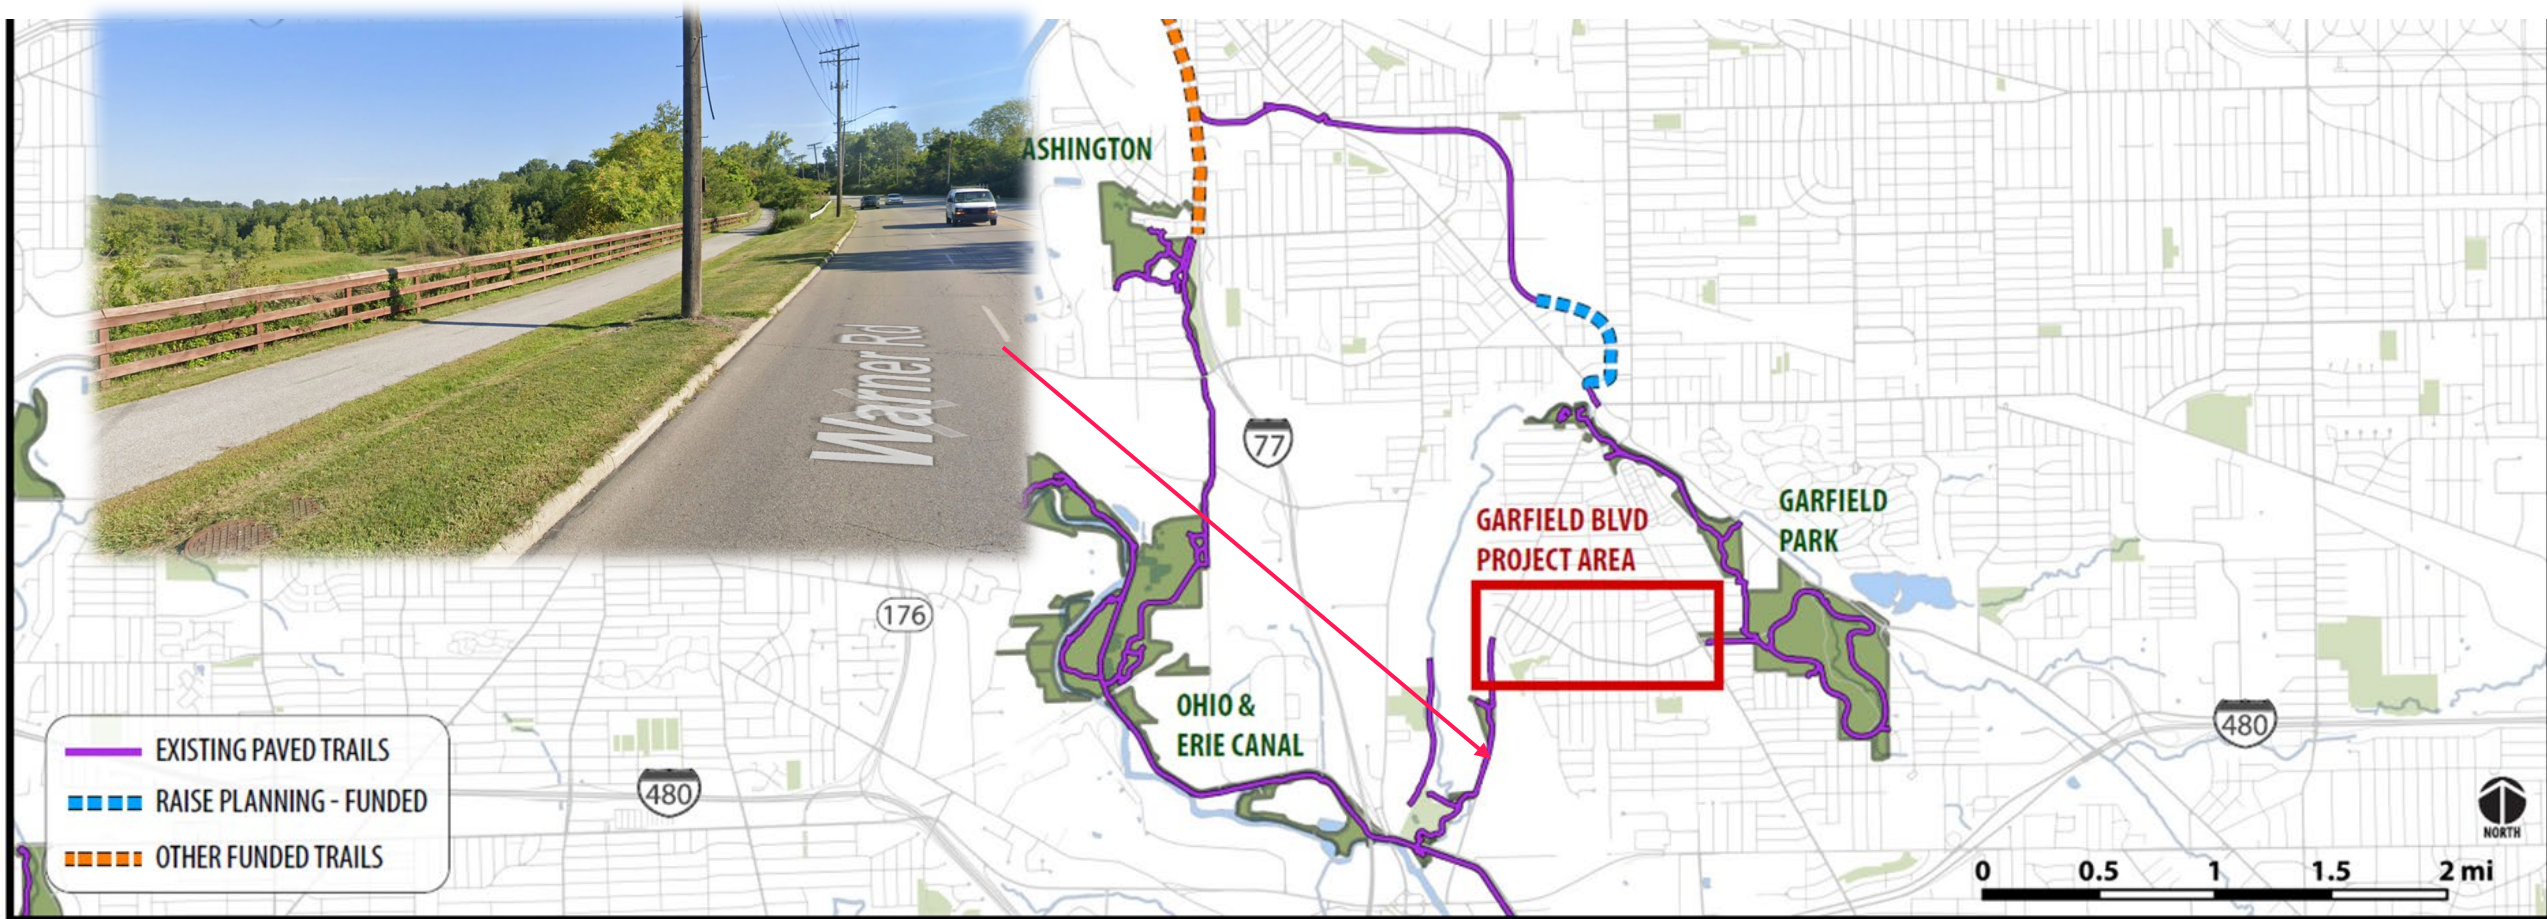 ASHINGTON
Warner Rd
77
GARFIELD BLVD
PROJECT AREA
GARFIELD
PARK
176
OHIO &
ERIE CANAL
480
480
EXISTING PAVED TRAILS
RAISE PLANNING - FUNDED
OTHER FUNDED TRAILS
NORTH
0 0.5 1 1.5 2 mi